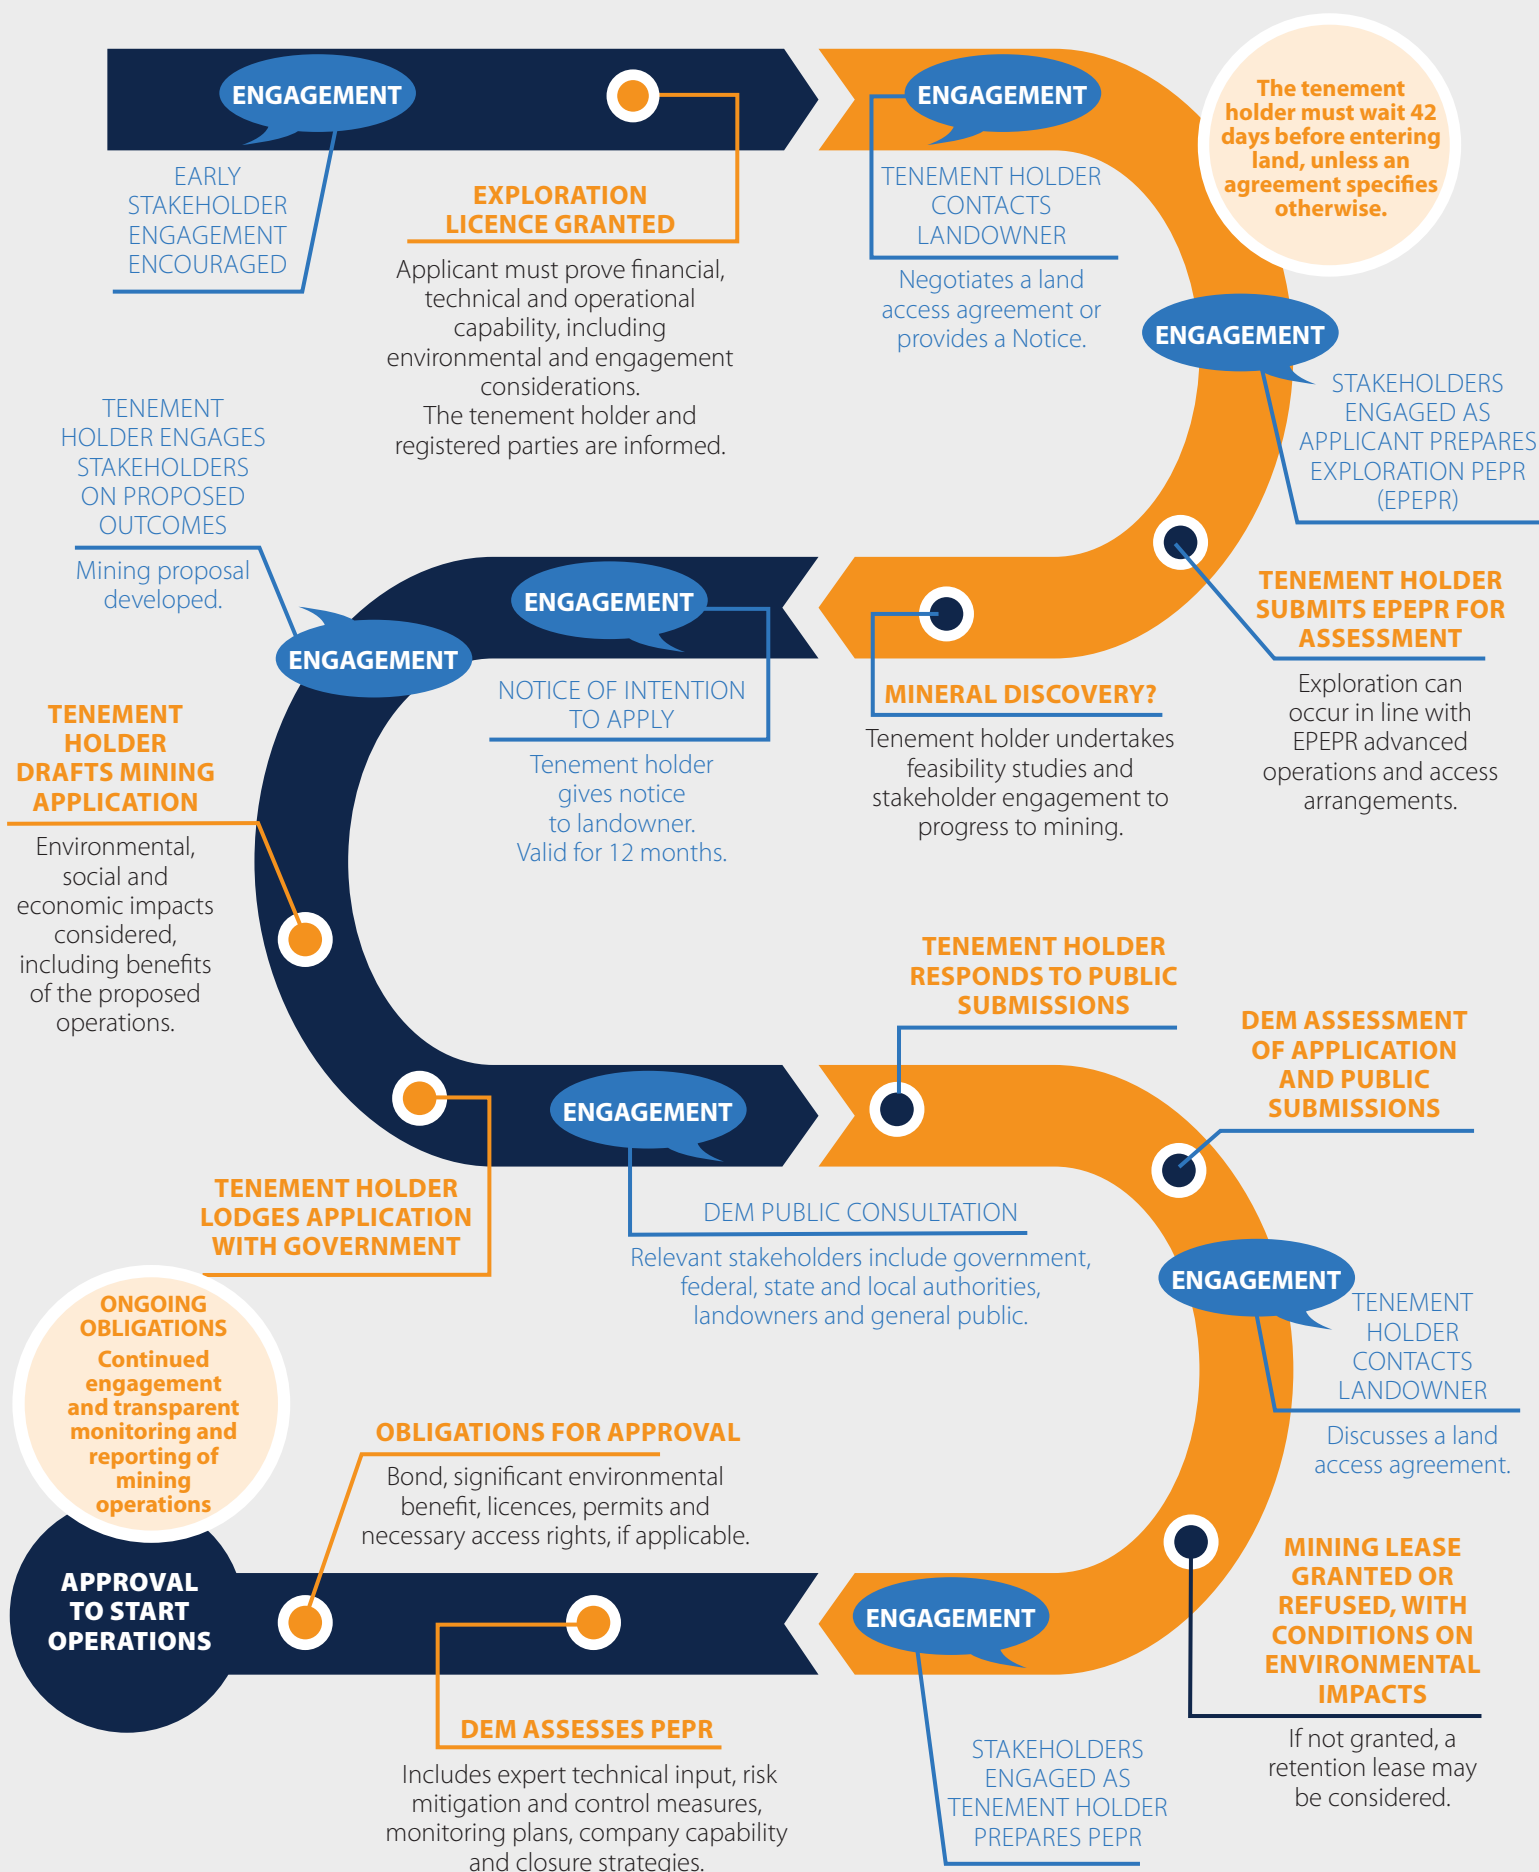 ENGAGEMENT
EARLY
STAKEHOLDER
ENGAGEMENT
ENCOURAGED
EXPLORATION
LICENCE GRANTED
Applicant must prove financial,
technical and operational
capability, including
environmental and engagement
considerations.
The tenement holder and
registered parties are informed.
ENGAGEMENT
TENEMENT HOLDER
CONTACTS
LANDOWNER
Negotiates a land
access agreement or
provides a Notice.
The tenement
holder must wait 42
days before entering
land, unless an
agreement specifies
otherwise.
ENGAGEMENT
STAKEHOLDERS
ENGAGED AS
APPLICANT PREPARES
EXPLORATION PEPR
(EPEPR)
TENEMENT HOLDER
SUBMITS EPEPR FOR
ASSESSMENT
Exploration can
occur in line with
EPEPR advanced
operations and access
arrangements.
MINERAL DISCOVERY?
Tenement holder undertakes
feasibility studies and
stakeholder engagement to
progress to mining.
ENGAGEMENT
NOTICE OF INTENTION
TO APPLY
Tenement holder
gives notice
to landowner.
Valid for 12 months.
TENEMENT
HOLDER ENGAGES
STAKEHOLDERS
ON PROPOSED
OUTCOMES
Mining proposal
developed.
ENGAGEMENT
TENEMENT
HOLDER
DRAFTS MINING
APPLICATION
Environmental,
social and
economic impacts
considered,
including benefits
of the proposed
operations.
TENEMENT HOLDER
LODGES APPLICATION
WITH GOVERNMENT
ENGAGEMENT
DEM PUBLIC CONSULTATION
Relevant stakeholders include government,
federal, state and local authorities,
landowners and general public.
TENEMENT HOLDER
RESPONDS TO PUBLIC
SUBMISSIONS
DEM ASSESSMENT
OF APPLICATION
AND PUBLIC
SUBMISSIONS
ENGAGEMENT
TENEMENT
HOLDER
CONTACTS
LANDOWNER
Discusses a land
access agreement.
MINING LEASE
GRANTED OR
REFUSED, WITH
CONDITIONS ON
ENVIRONMENTAL
IMPACTS
If not granted, a
retention lease may
be considered.
ENGAGEMENT
STAKEHOLDERS
ENGAGED AS
TENEMENT HOLDER
PREPARES PEPR
DEM ASSESSES PEPR
Includes expert technical input, risk
mitigation and control measures,
monitoring plans, company capability
and closure strategies.
OBLIGATIONS FOR APPROVAL
Bond, significant environmental
benefit, licences, permits and
necessary access rights, if applicable.
APPROVAL
TO START
OPERATIONS
ONGOING
OBLIGATIONS
Continued
engagement
and transparent
monitoring and
reporting of
mining
operations